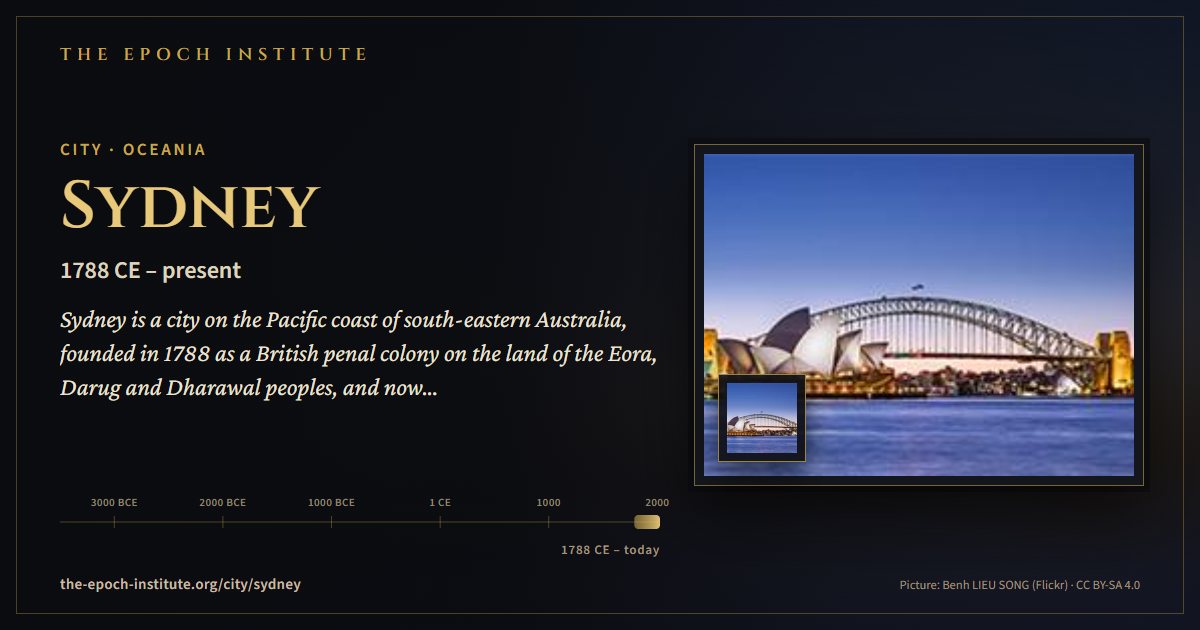 THE EPOCH INSTITUTE
CITY · OCEANIA
SYDNEY
1788 CE – present
Sydney is a city on the Pacific coast of south-eastern Australia,
founded in 1788 as a British penal colony on the land of the Eora,
Darug and Dharawal peoples, and now...
3000 BCE 2000 BCE 1000 BCE 1 CE 1000 2000
1788 CE – today
the-epoch-institute.org/city/sydney
Picture: Benh LIEU SONG (Flickr) · CC BY-SA 4.0